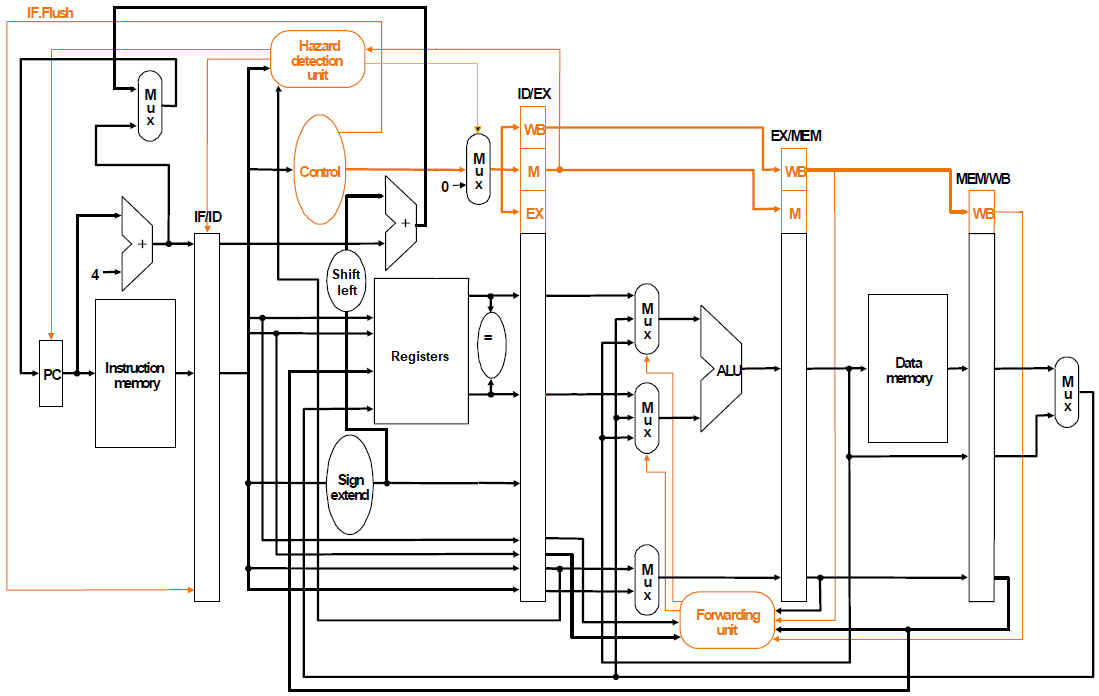 IF.Flush
Hazard
detection
unit
M
u
x
ID/EX
WB
EX/MEM
Control
M
u
x
0
M
WB
MEM/WB
EX
M
WB
IF/ID
+
+
4
Shift
left
M
u
x
=
Registers
PC
Instruction
memory
ALU
Data
memory
M
u
x
M
u
x
Sign
extend
M
u
x
Forwarding
unit